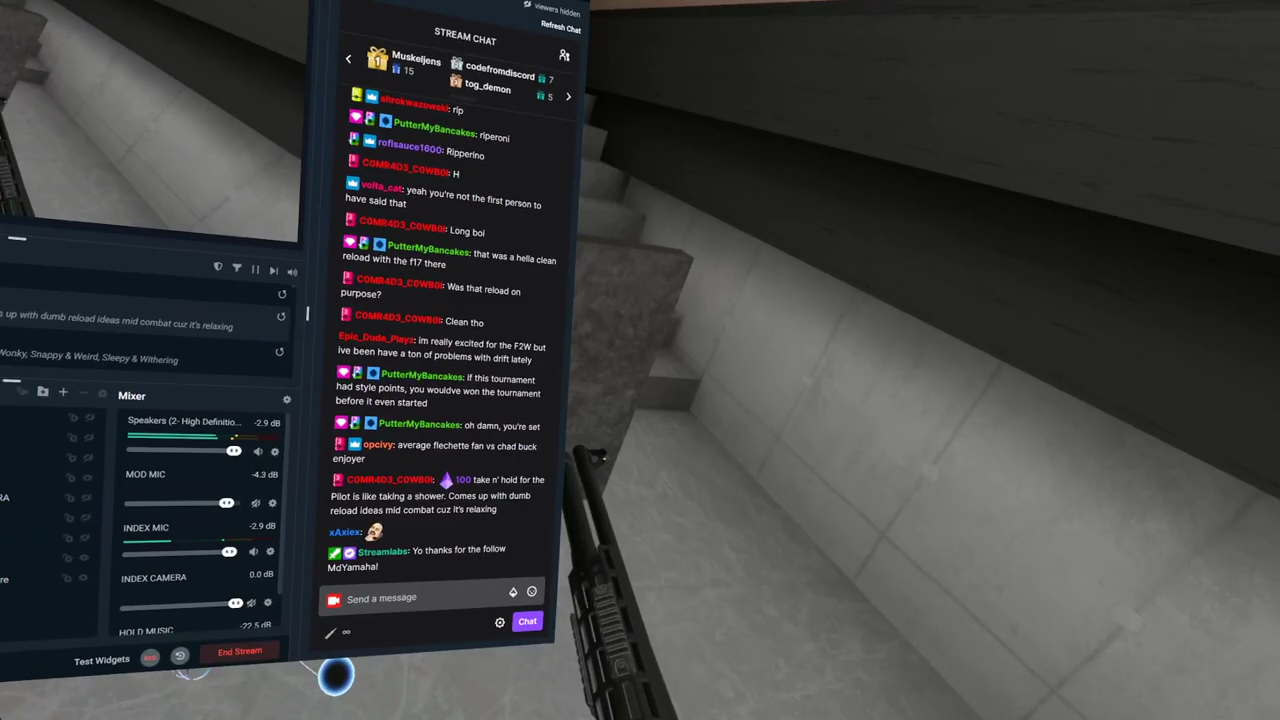 viewers hidden
Refresh Chat
STREAM CHAT
Muskeljens
15
codefromdiscord 7
tog_demon
5
shrokwazowski: rip
PutterMyBancakes: riperoni
roflsauce1600: Ripperino
C0MR4D3_C0WB0I: H
volta_cat: yeah you're not the first person to
have said that
C0MR4D3_C0WB0I: Long boi
PutterMyBancakes: that was a hella clean
reload with the f17 there
C0MR4D3_C0WB0I: Was that reload on
purpose?
C0MR4D3_C0WB0I: Clean tho
Epic_Dude_Playz: im really excited for the F2W but
ive been have a ton of problems with drift lately
PutterMyBancakes: if this tournament
had style points, you wouldve won the tournament
before it even started
PutterMyBancakes: oh damn, you're set
opcivy: average flechette fan vs chad buck
enjoyer
C0MR4D3_C0WB0I: 100 take n' hold for the
Pilot is like taking a shower. Comes up with dumb
reload ideas mid combat cuz it's relaxing
xAxiex:
Streamlabs: Yo thanks for the follow
MdYamaha!
Send a message
Chat
s up with dumb reload ideas mid combat cuz it's relaxing
Wonky, Snappy & Weird, Sleepy & Withering
Mixer
Speakers (2- High Definitio... -2.9 dB
MOD MIC -4.3 dB
INDEX MIC -2.9 dB
INDEX CAMERA 0.0 dB
HOLD MUSIC -22.5 dB
Test Widgets
REC
End Stream